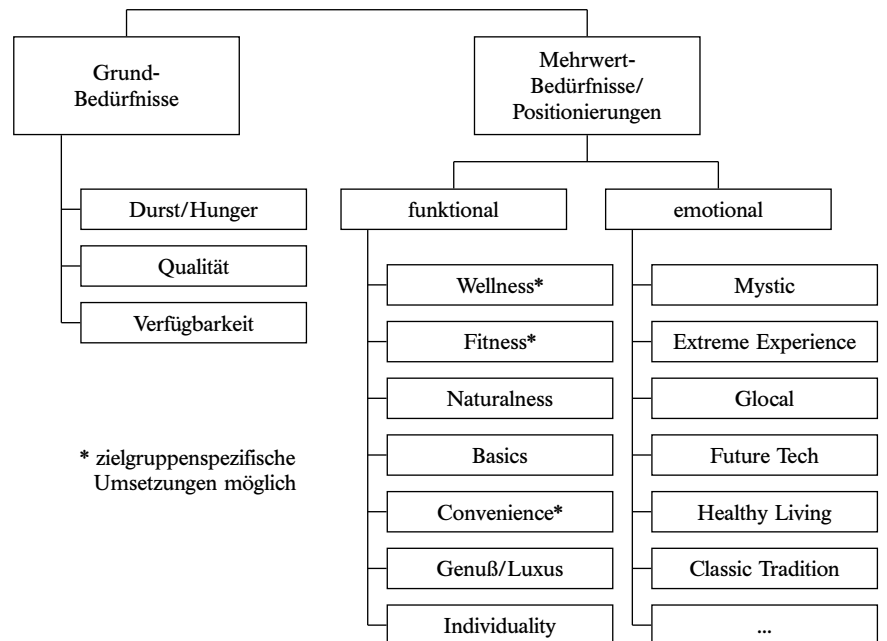 Grund-
Bedürfnisse
Mehrwert-
Bedürfnisse/
Positionierungen
Durst/Hunger
Qualität
Verfügbarkeit
funktional
emotional
Wellness*
Fitness*
Naturalness
Basics
Convenience*
Genuß/Luxus
Individuality
Mystic
Extreme Experience
Glocal
Future Tech
Healthy Living
Classic Tradition
...
* zielgruppenspezifische
Umsetzungen möglich